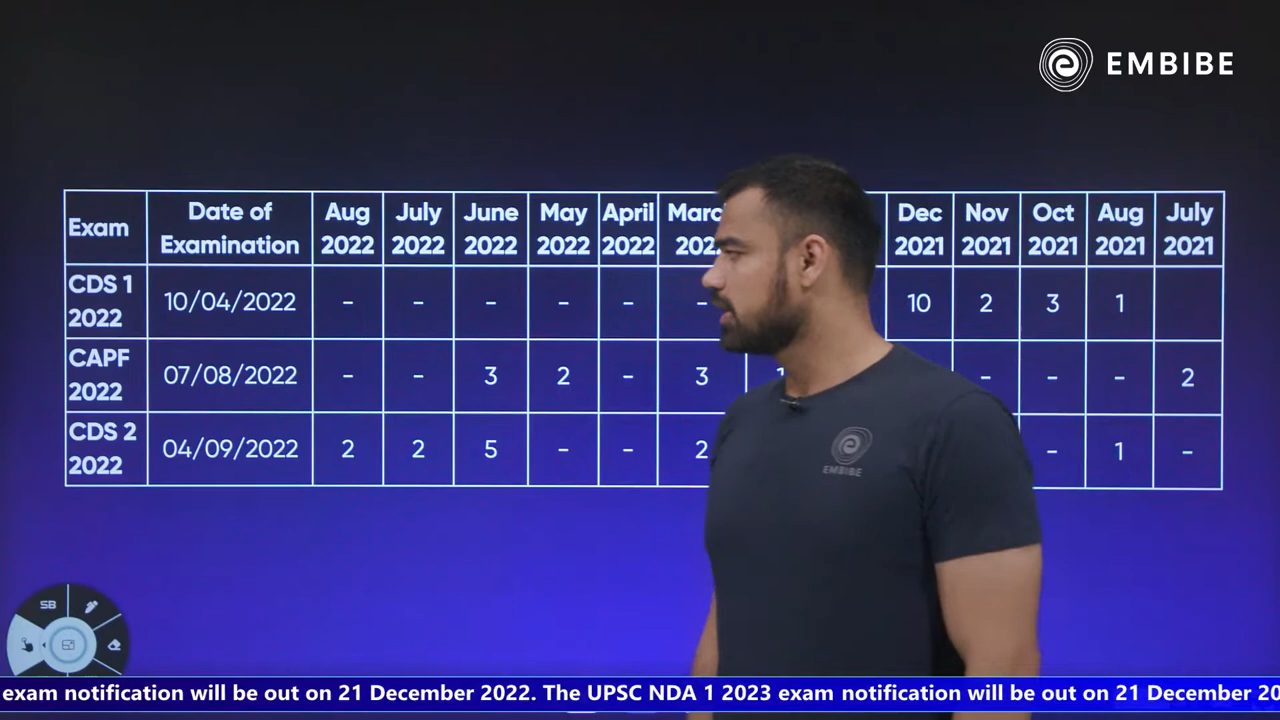 EMBIBE
Exam Date of Examination Aug 2022 July 2022 June 2022 May 2022 April 2022 Dec 2021 Nov 2021 Oct 2021 Aug 2021 July 2021
CDS 1 2022 10/04/2022 - - - - - - 10 2 3 1
CAPF 2022 07/08/2022 - - 3 2 - 3 - - - 2
CDS 2 2022 04/09/2022 2 2 5 - - 2 - 1 -
EMBIBE
SB
exam notification will be out on 21 December 2022. The UPSC NDA 1 2023 exam notification will be out on 21 December